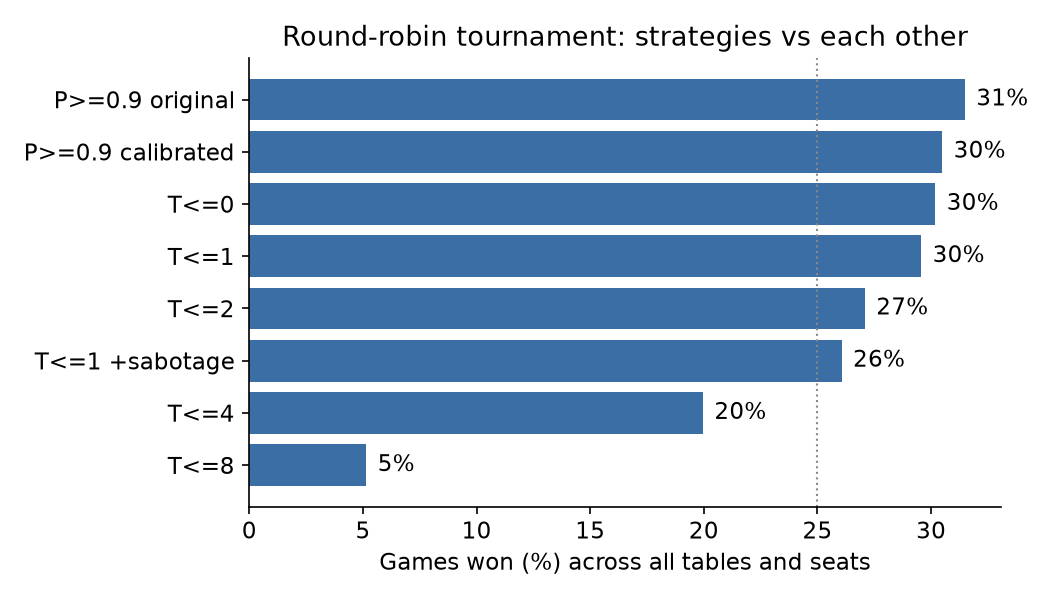 Round-robin tournament: strategies vs each other
P>=0.9 original 31%
P>=0.9 calibrated 30%
T<=0 30%
T<=1 30%
T<=2 27%
T<=1 +sabotage 26%
T<=4 20%
T<=8 5%
0 5 10 15 20 25 30
Games won (%) across all tables and seats